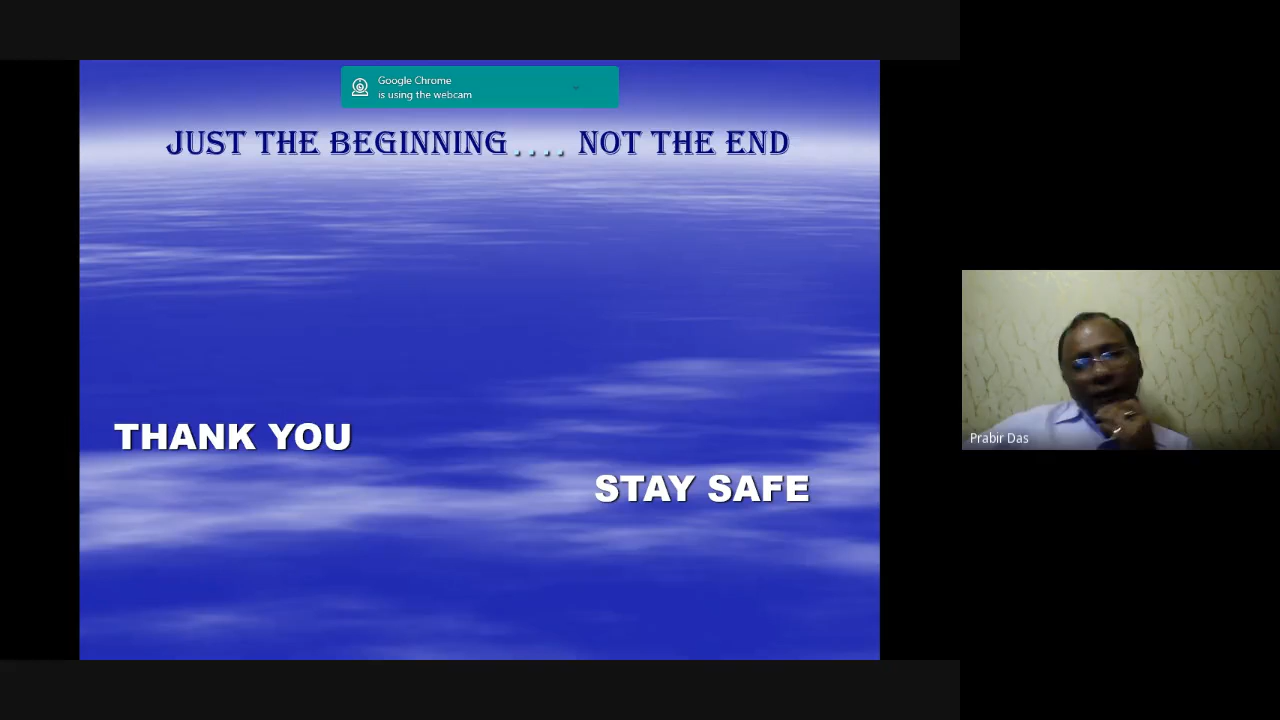 Google Chrome
is using the webcam
JUST THE BEGINNING.... NOT THE END
THANK YOU
STAY SAFE
Prabir Das